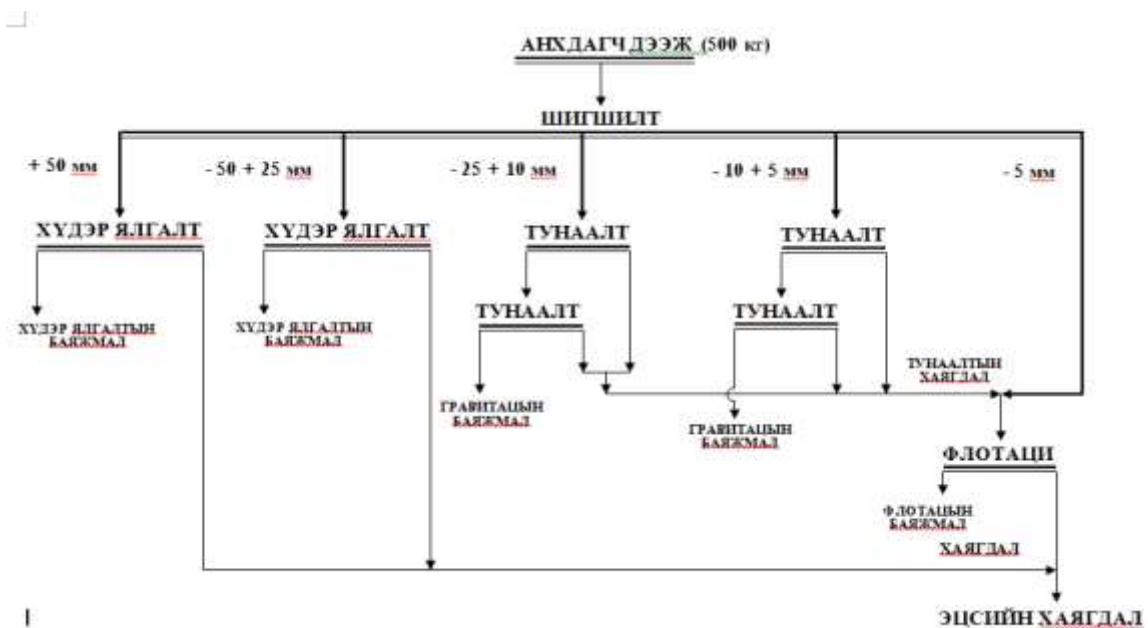 АНХДАГЧ ДЭЭЖ (500 кг)
ШИГШИЛТ
+ 50 мм
- 50 + 25 мм
- 25 + 10 мм
- 10 + 5 мм
- 5 мм
ХҮДЭР ЯЛГАЛТ
ХҮДЭР ЯЛГАЛТ
ТУНААЛТ
ТУНААЛТ
ХҮДЭР ЯЛГАЛТЫН
БАЯЖМАЛ
ХҮДЭР ЯЛГАЛТЫН
БАЯЖМАЛ
ТУНААЛТ
ТУНААЛТ
ТУНААЛТЫН
ХАЯГДАЛ
ГРАВИТАЦЫН
БАЯЖМАЛ
ГРАВИТАЦЫН
БАЯЖМАЛ
ФЛОТАЦИ
ФЛОТАЦЫН
БАЯЖМАЛ
ХАЯГДАЛ
ЭЦСИЙН ХАЯГДАЛ